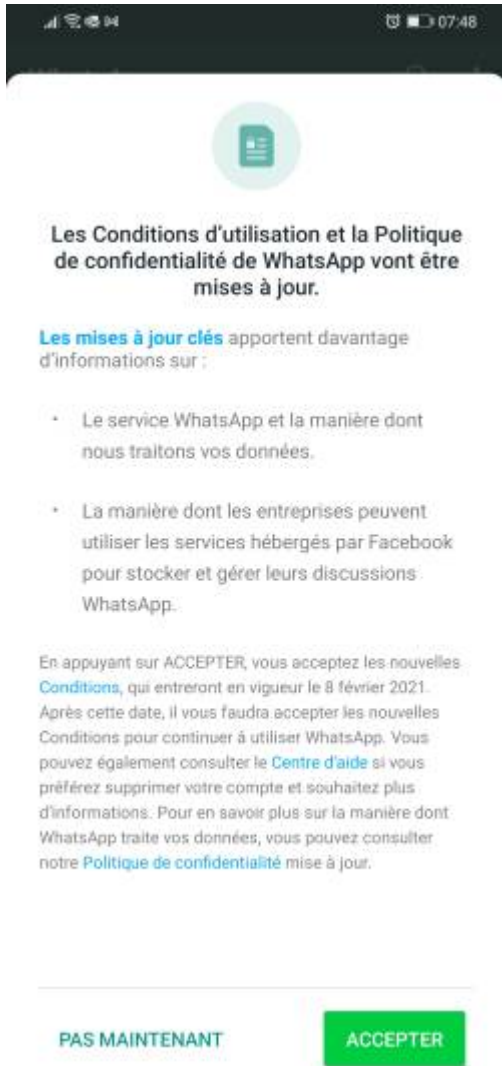 07:48
Les Conditions d'utilisation et la Politique
de confidentialité de WhatsApp vont être
mises à jour.
Les mises à jour clés apportent davantage
d'informations sur :
• Le service WhatsApp et la manière dont
nous traitons vos données.
• La manière dont les entreprises peuvent
utiliser les services hébergés par Facebook
pour stocker et gérer leurs discussions
WhatsApp.
En appuyant sur ACCEPTER, vous acceptez les nouvelles
Conditions, qui entreront en vigueur le 8 février 2021.
Après cette date, il vous faudra accepter les nouvelles
Conditions pour continuer à utiliser WhatsApp. Vous
pouvez également consulter le Centre d'aide si vous
préférez supprimer votre compte et souhaitez plus
d'informations. Pour en savoir plus sur la manière dont
WhatsApp traite vos données, vous pouvez consulter
notre Politique de confidentialité mise à jour.
PAS MAINTENANT
ACCEPTER